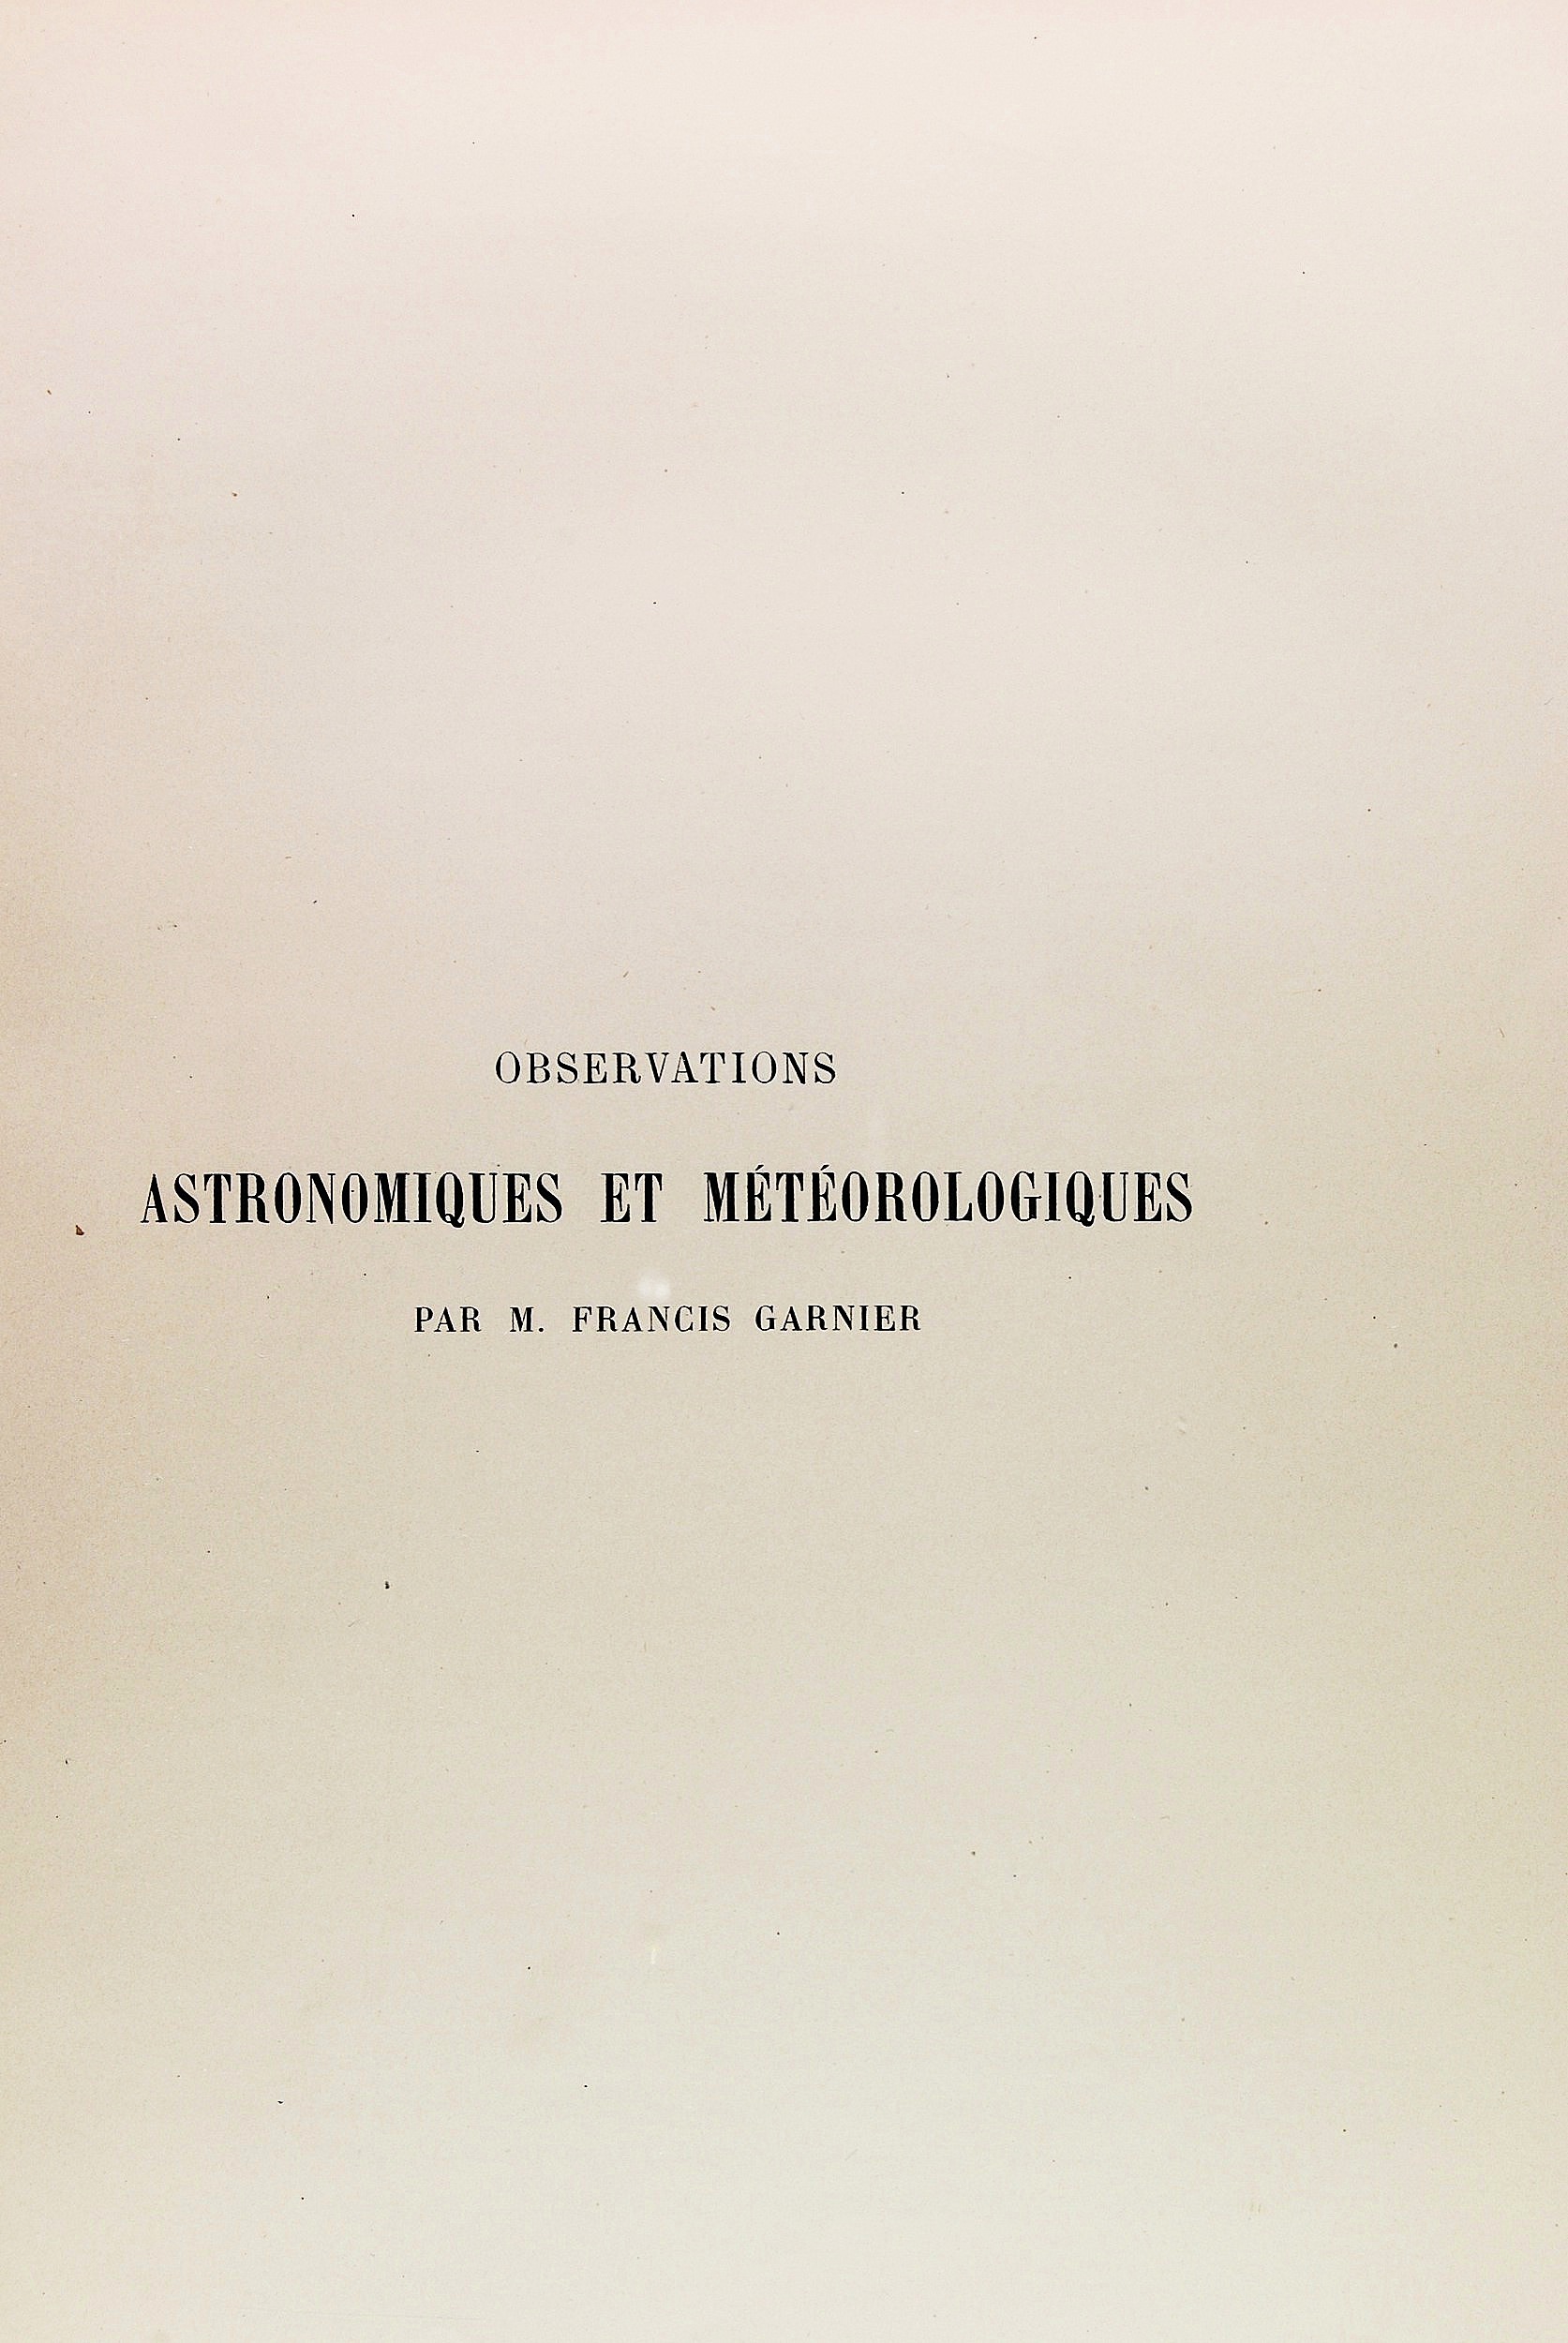 OBSERVATIONS
ASTRONOMIQUES ET MÉTÉOROLOGIQUES
PAR M. FRANCIS GARNIER